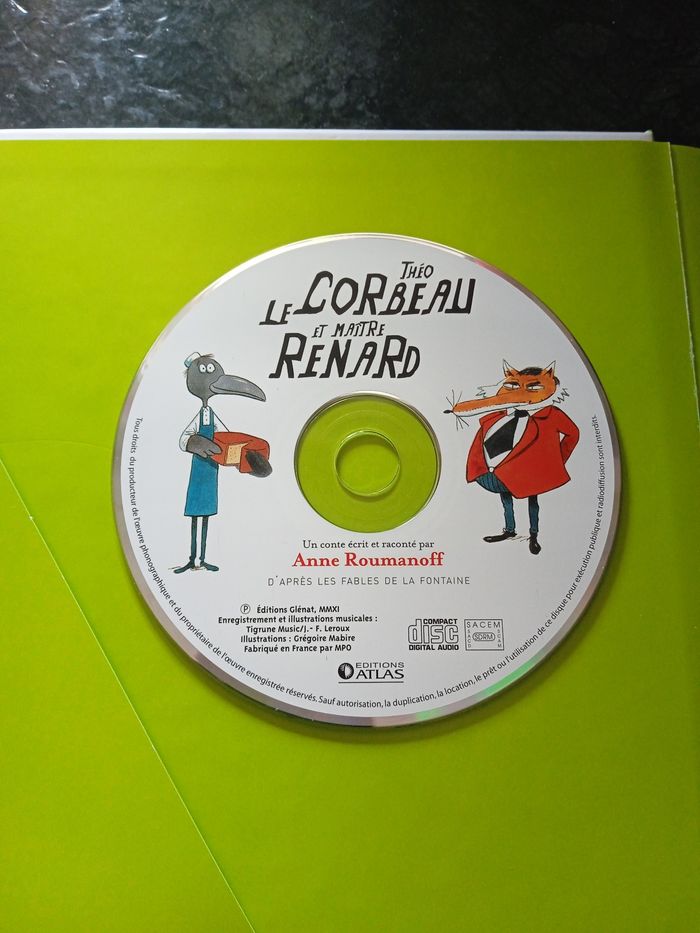 THÉO
LE CORBEAU
ET MAÎTRE
RENARD
Un conte écrit et raconté par
Anne Roumanoff
D'APRÈS LES FABLES DE LA FONTAINE
Ⓟ Éditions Glénat, MMXI
Enregistrement et illustrations musicales :
Tigrune Music/J.- F. Leroux
Illustrations : Grégoire Mabire
Fabriqué en France par MPO
COMPACT
disc
DIGITAL AUDIO
SACEM
SACD
SDRM
SCAM
EDITIONS
ATLAS
Tous droits du producteur de l'œuvre phonographique et du propriétaire de l'œuvre enregistrée réservés. Sauf autorisation, la duplication, la location, le prêt ou l'utilisation de ce disque pour exécution publique et radiodiffusion sont interdits.